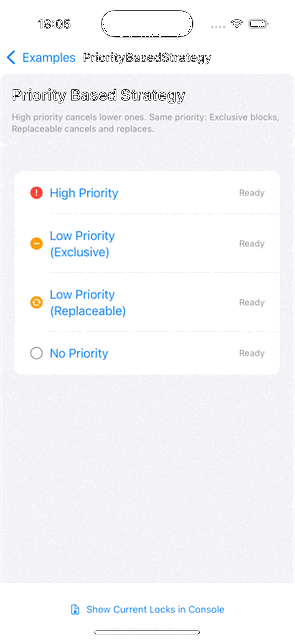 19:05
Examples
PriorityBasedStrategy
Priority Based Strategy
High priority cancels lower ones. Same priority: Exclusive blocks,
Replaceable cancels and replaces.
High Priority
Ready
Low Priority
(Exclusive)
Ready
Low Priority
(Replaceable)
Ready
No Priority
Ready
Show Current Locks in Console